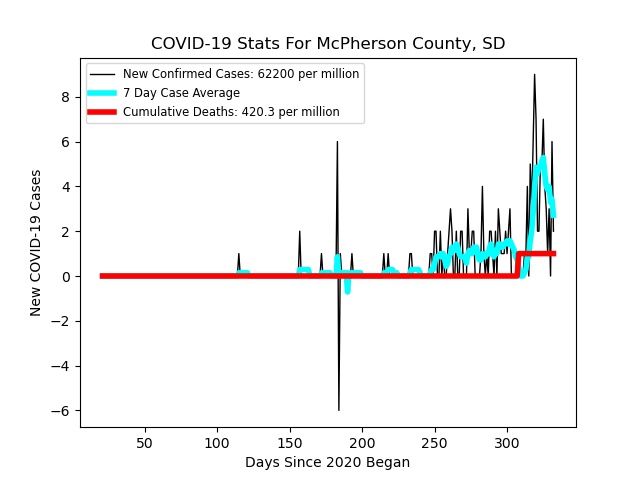 COVID-19 Stats For McPherson County, SD
New Confirmed Cases: 62200 per million
7 Day Case Average
Cumulative Deaths: 420.3 per million
New COVID-19 Cases
8
6
4
2
0
−2
−4
−6
50 100 150 200 250 300
Days Since 2020 Began